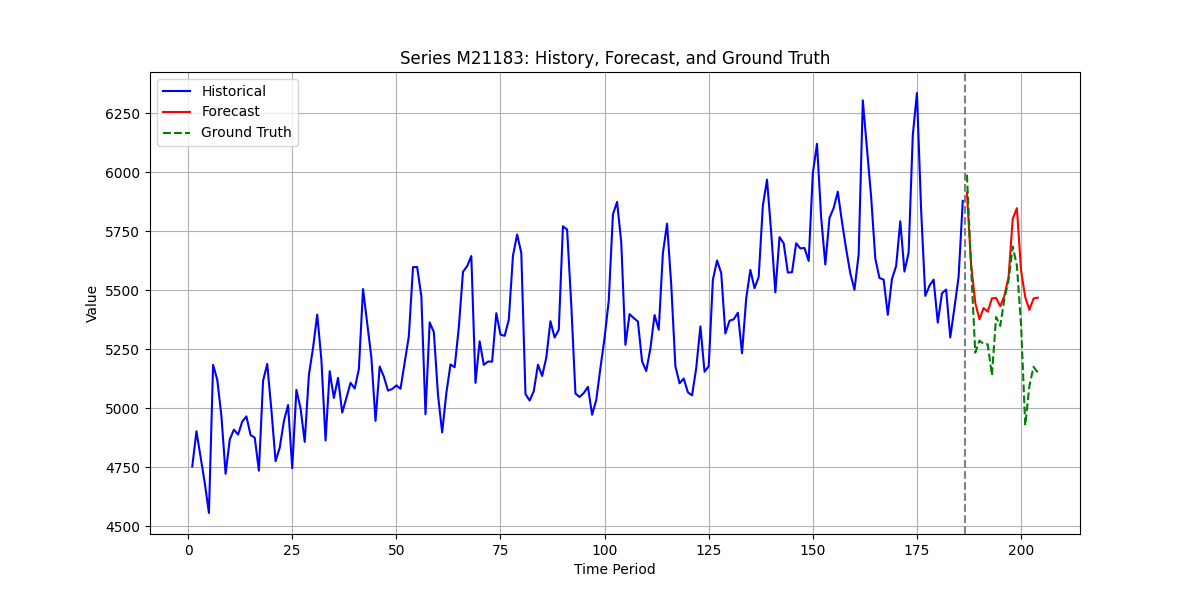 Series M21183: History, Forecast, and Ground Truth
Historical
Forecast
Ground Truth
Value
6250
6000
5750
5500
5250
5000
4750
4500
0 25 50 75 100 125 150 175 200
Time Period